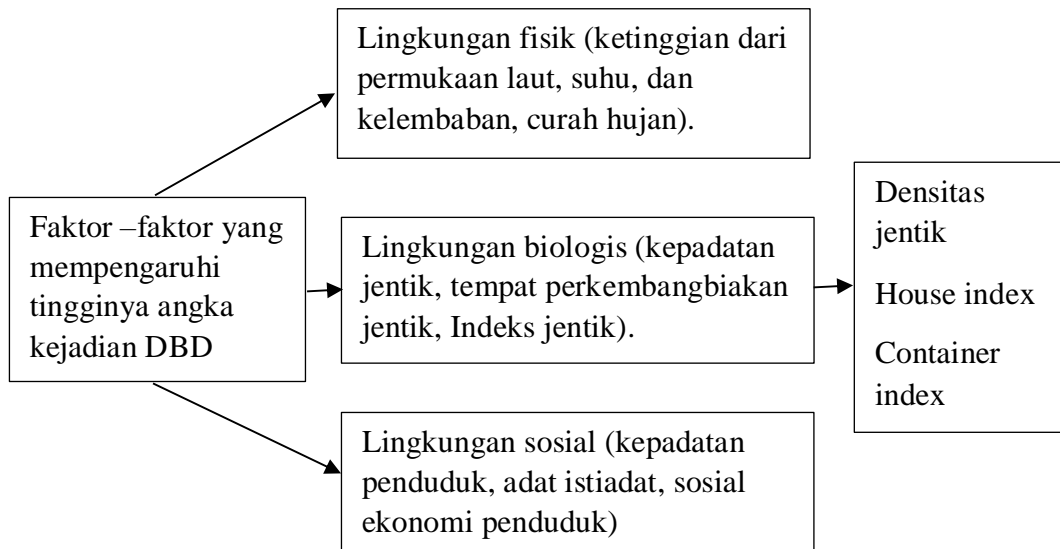 Lingkungan fisik (ketinggian dari
permukaan laut, suhu, dan
kelembaban, curah hujan).
Faktor –faktor yang
mempengaruhi
tingginya angka
kejadian DBD
Lingkungan biologis (kepadatan
jentik, tempat perkembangbiakan
jentik, Indeks jentik).
Densitas
jentik
House index
Container
index
Lingkungan sosial (kepadatan
penduduk, adat istiadat, sosial
ekonomi penduduk)